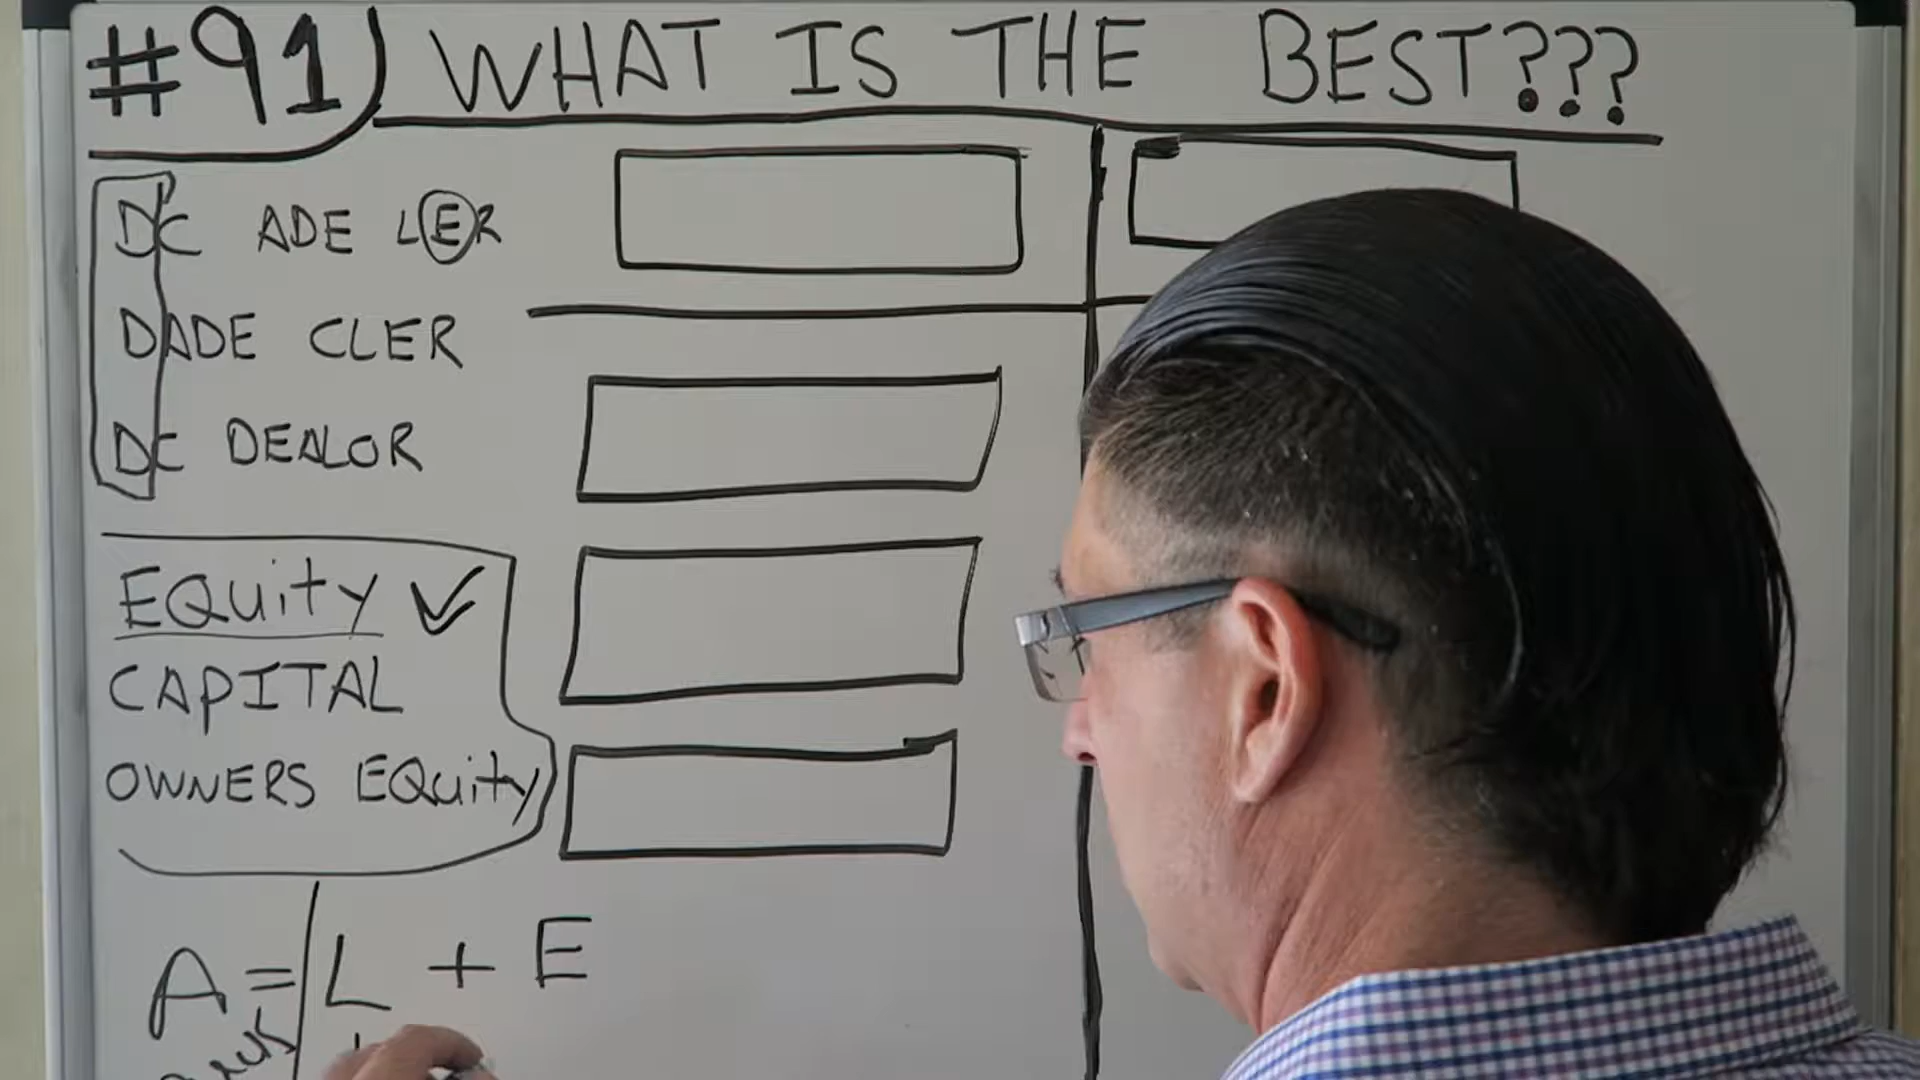 #91) WHAT IS THE BEST???
DC ADE LER
DADE CLER
DC DEALOR
EQuity
CAPITAL
OWNERS EQuity
A = L + E